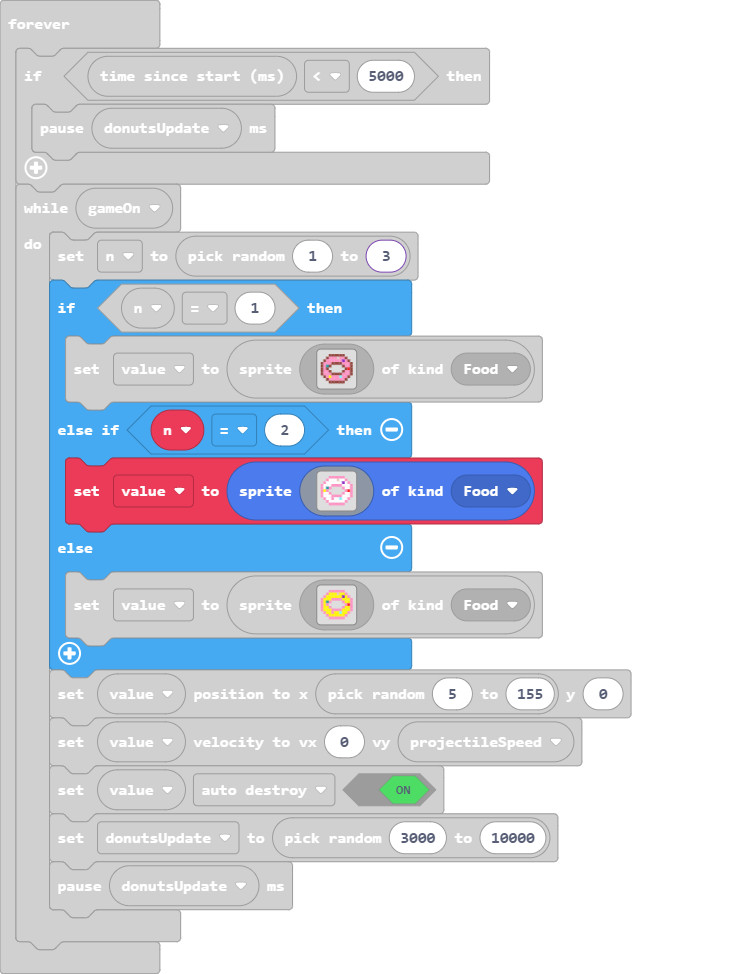 forever
if time since start (ms) < 5000 then
pause donutsUpdate ms
while gameOn
do set n to pick random 1 to 3
if n = 1 then
set value to sprite of kind Food
else if n = 2 then
set value to sprite of kind Food
else
set value to sprite of kind Food
set value position to x pick random 5 to 155 y 0
set value velocity to vx 0 vy projectileSpeed
set value auto destroy ON
set donutsUpdate to pick random 3000 to 10000
pause donutsUpdate ms